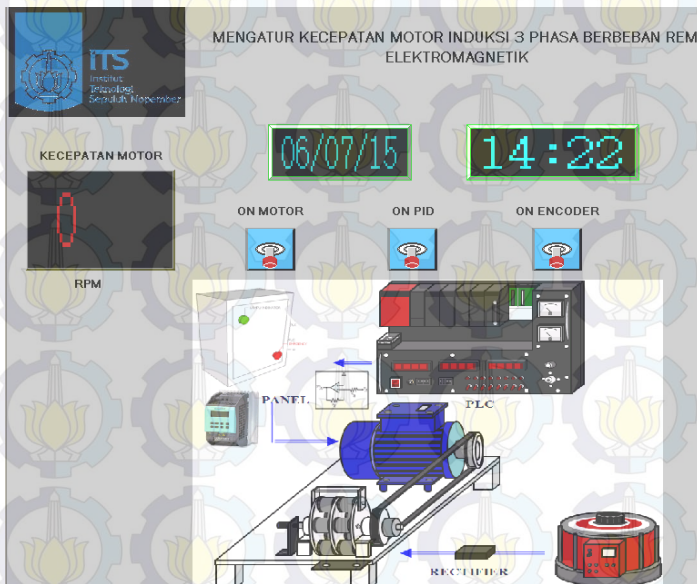 MENGATUR KECEPATAN MOTOR INDUKSI 3 PHASA BERBEBAN REM
ELEKTROMAGNETIK
ITS
Institut
Teknologi
Sepuluh Nopember
06/07/15
14:22
KECEPATAN MOTOR
0
RPM
ON MOTOR
ON PID
ON ENCODER
PANEL
PLC
RECTIFIER